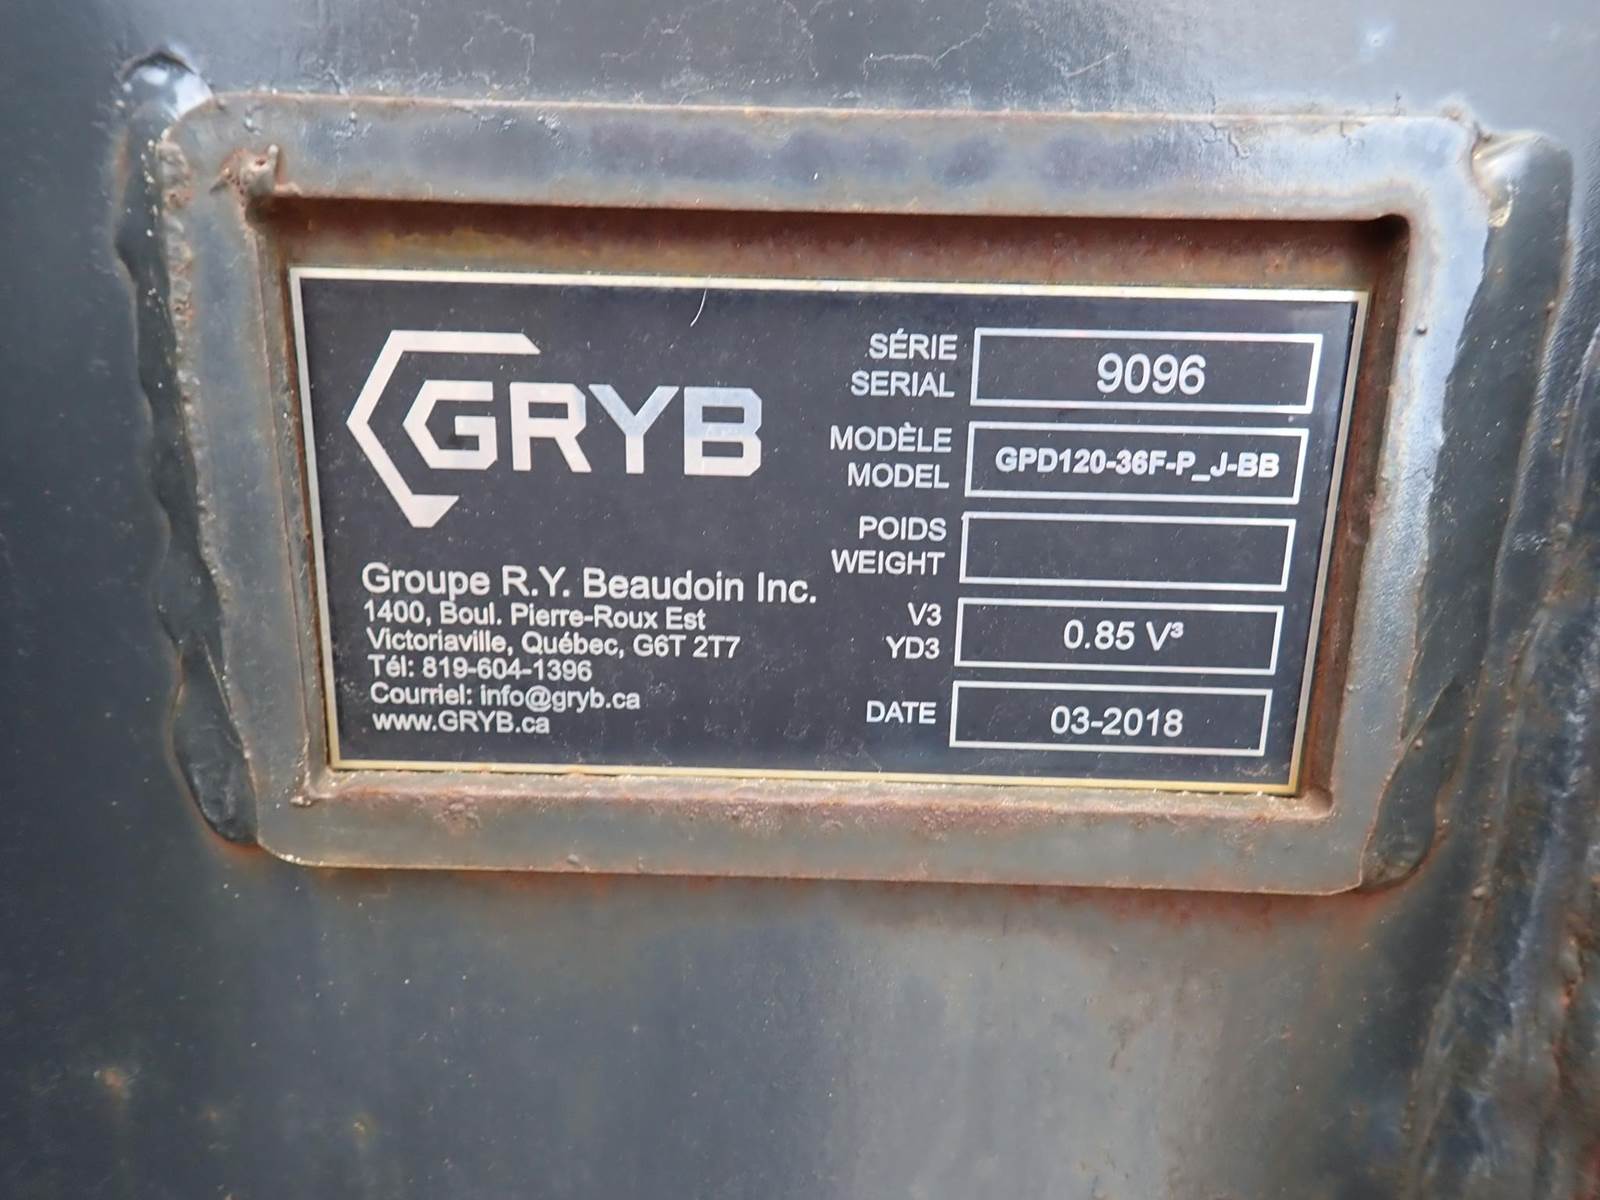 GRYB
Groupe R.Y. Beaudoin Inc.
1400, Boul. Pierre-Roux Est
Victoriaville, Québec, G6T 2T7
Tél: 819-604-1396
Courriel: info@gryb.ca
www.GRYB.ca
SÉRIE
SERIAL
9096
MODÈLE
MODEL
GPD120-36F-P_J-BB
POIDS
WEIGHT
V3
YD3
0.85 V³
DATE
03-2018